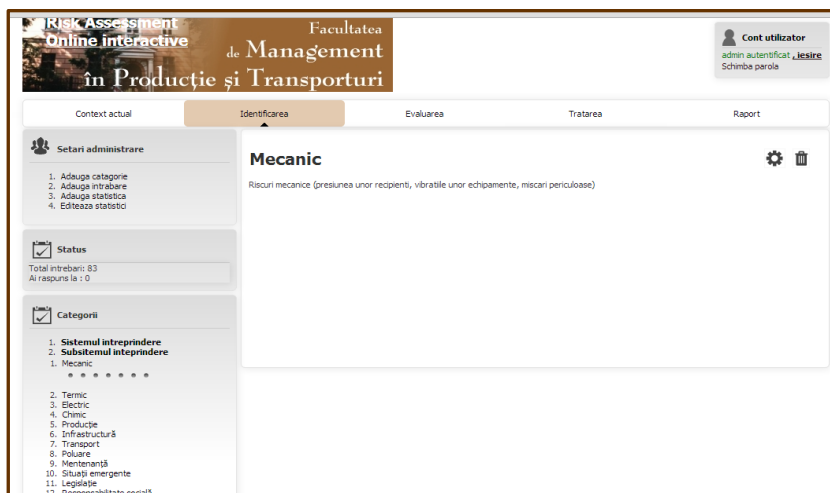 Risk Assessment
Online interactive
Facultatea
de Management
în Producție și Transporturi
Cont utilizator
admin autentificat , iesire
Schimba parola
Context actual
Identificarea
Evaluarea
Tratarea
Raport
Setari administrare
1. Adauga catagorie
2. Adauga intrabare
3. Adauga statistica
4. Editeaza statistici
Mecanic
Riscuri mecanice (presiunea unor recipienti, vibratiile unor echipamente, miscari periculoase)
Status
Total intrebari: 83
Ai raspuns la : 0
Categorii
1. Sistemul intreprindere
2. Subsitemul inteprindere
1. Mecanic
2. Termic
3. Electric
4. Chimic
5. Producție
6. Infrastructură
7. Transport
8. Poluare
9. Mentenanță
10. Situații emergente
11. Legislație
12. Responsabilitate socială